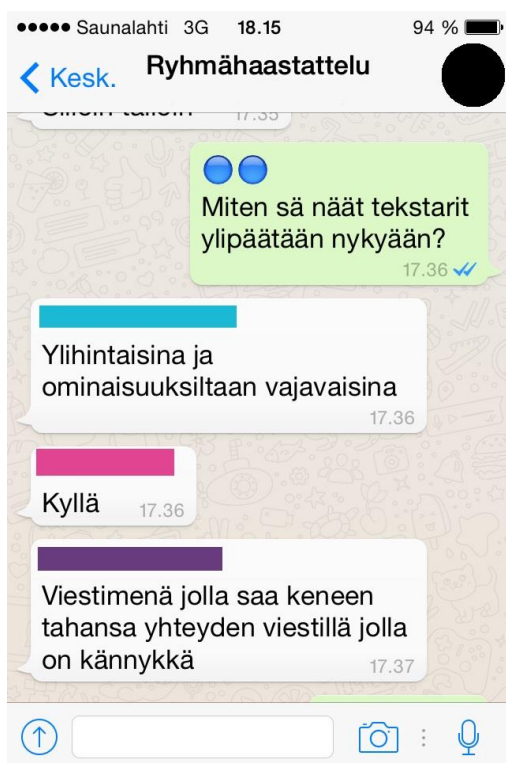 Saunalahti 3G 18.15 94 %
Kesk. Ryhmähaastattelu
17.35
Miten sä näät tekstarit
ylipäätään nykyään?
17.36
Ylihintaisina ja
ominaisuuksiltaan vajavaisina
17.36
Kyllä 17.36
Viestimenä jolla saa keneen
tahansa yhteyden viestillä jolla
on kännykkä 17.37